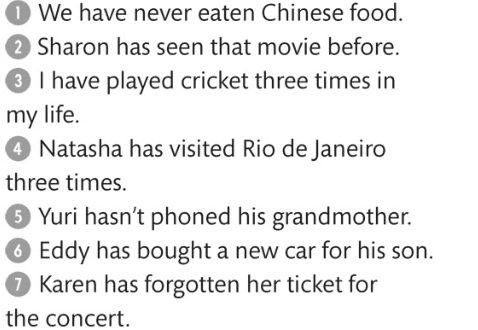 1 We have never eaten Chinese food.
2 Sharon has seen that movie before.
3 I have played cricket three times in
my life.
4 Natasha has visited Rio de Janeiro
three times.
5 Yuri hasn’t phoned his grandmother.
6 Eddy has bought a new car for his son.
7 Karen has forgotten her ticket for
the concert.